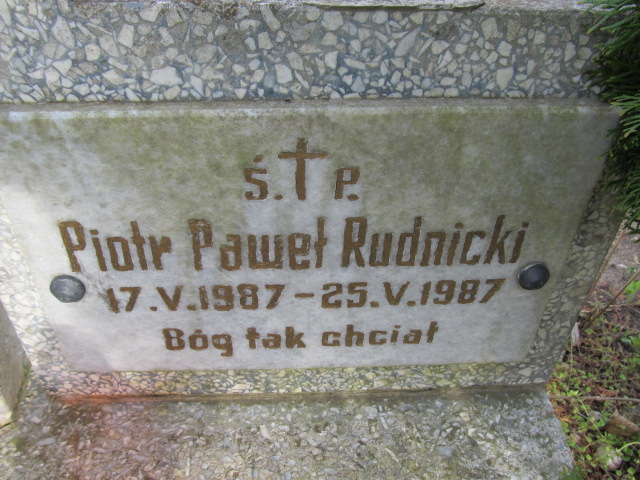 ś. † P.
Piotr Paweł Rudnicki
17.V.1987 - 25.V.1987
Bóg tak chciał